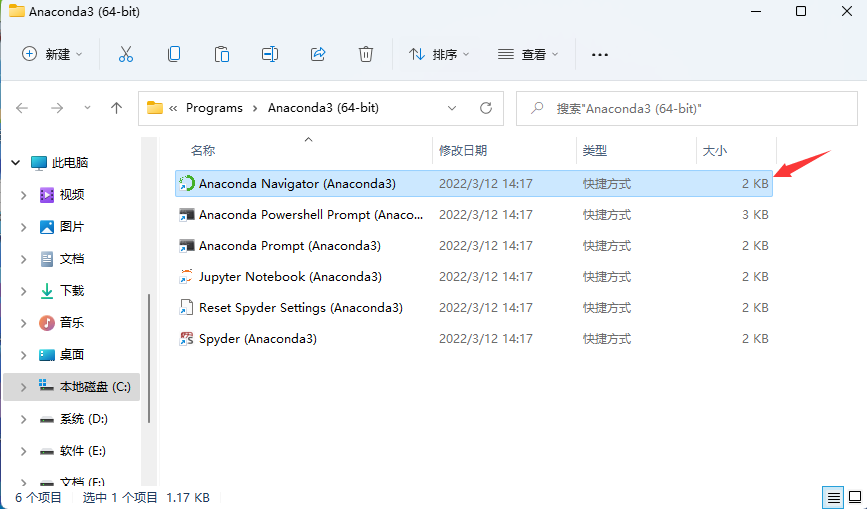 Anaconda3 (64-bit)
新建 排序 查看
« Programs > Anaconda3 (64-bit) 搜索"Anaconda3 (64-bit)"
名称 修改日期 类型 大小
此电脑
视频
图片
文档
下载
音乐
桌面
本地磁盘 (C:)
系统 (D:)
软件 (E:)
文档 (F:)
Anaconda Navigator (Anaconda3) 2022/3/12 14:17 快捷方式 2 KB
Anaconda Powershell Prompt (Anaco... 2022/3/12 14:17 快捷方式 3 KB
Anaconda Prompt (Anaconda3) 2022/3/12 14:17 快捷方式 2 KB
Jupyter Notebook (Anaconda3) 2022/3/12 14:17 快捷方式 2 KB
Reset Spyder Settings (Anaconda3) 2022/3/12 14:17 快捷方式 2 KB
Spyder (Anaconda3) 2022/3/12 14:17 快捷方式 2 KB
6 个项目 选中 1 个项目 1.17 KB